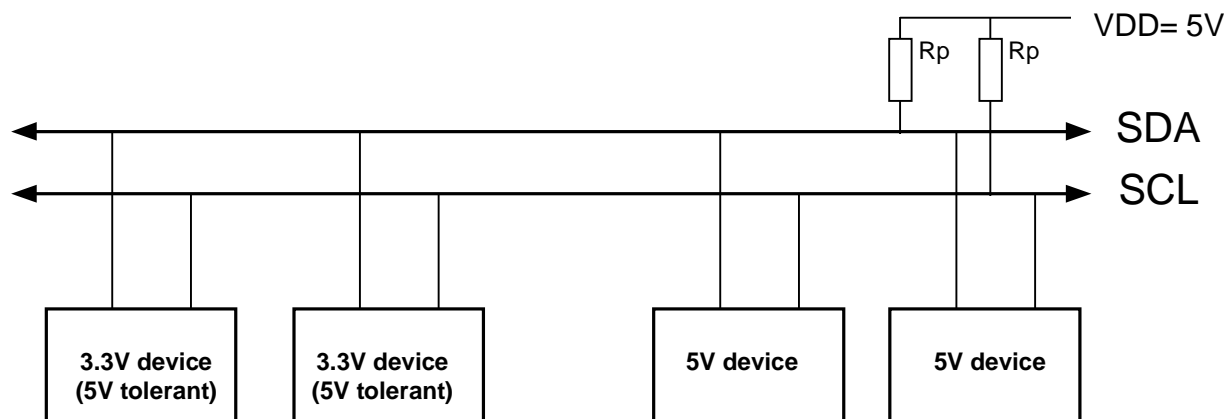 VDD= 5V
Rp
Rp
SDA
SCL
3.3V device
(5V tolerant)
3.3V device
(5V tolerant)
5V device
5V device